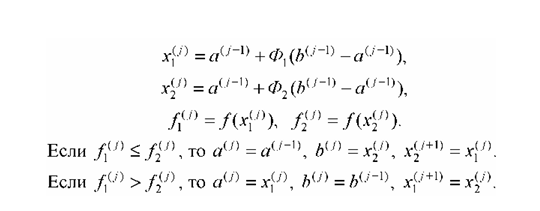 x₁⁽ʲ⁾ = a⁽ʲ⁻¹⁾ + Φ₁(b⁽ʲ⁻¹⁾ − a⁽ʲ⁻¹⁾),
x₂⁽ʲ⁾ = a⁽ʲ⁻¹⁾ + Φ₂(b⁽ʲ⁻¹⁾ − a⁽ʲ⁻¹⁾),
f₁⁽ʲ⁾ = f(x₁⁽ʲ⁾), f₂⁽ʲ⁾ = f(x₂⁽ʲ⁾).
Если f₁⁽ʲ⁾ ≤ f₂⁽ʲ⁾, то a⁽ʲ⁾ = a⁽ʲ⁻¹⁾, b⁽ʲ⁾ = x₂⁽ʲ⁾, x₂⁽ʲ⁺¹⁾ = x₁⁽ʲ⁾.
Если f₁⁽ʲ⁾ > f₂⁽ʲ⁾, то a⁽ʲ⁾ = x₁⁽ʲ⁾, b⁽ʲ⁾ = b⁽ʲ⁻¹⁾, x₁⁽ʲ⁺¹⁾ = x₂⁽ʲ⁾.